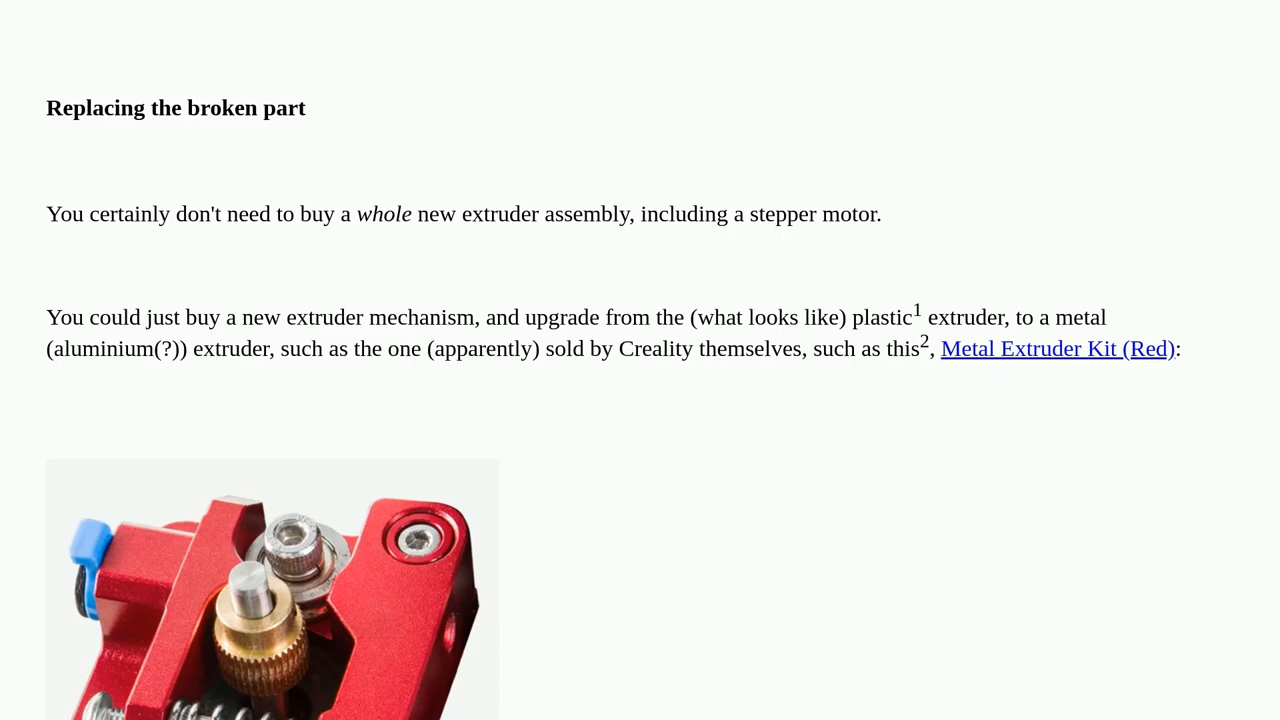 Replacing the broken part
You certainly don't need to buy a whole new extruder assembly, including a stepper motor.
You could just buy a new extruder mechanism, and upgrade from the (what looks like) plastic1 extruder, to a metal
(aluminium(?)) extruder, such as the one (apparently) sold by Creality themselves, such as this2, Metal Extruder Kit (Red):